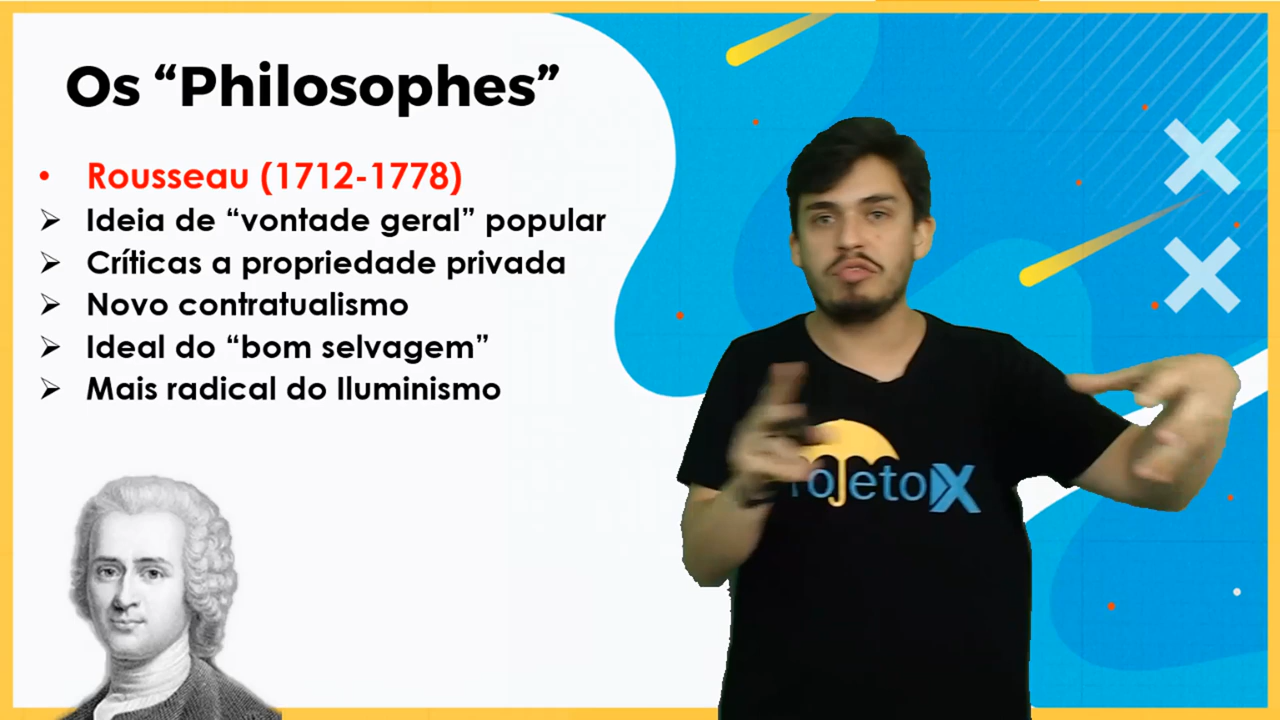 Os “Philosophes”
• Rousseau (1712-1778)
➢ Ideia de “vontade geral” popular
➢ Críticas a propriedade privada
➢ Novo contratualismo
➢ Ideal do “bom selvagem”
➢ Mais radical do Iluminismo
rojeto X